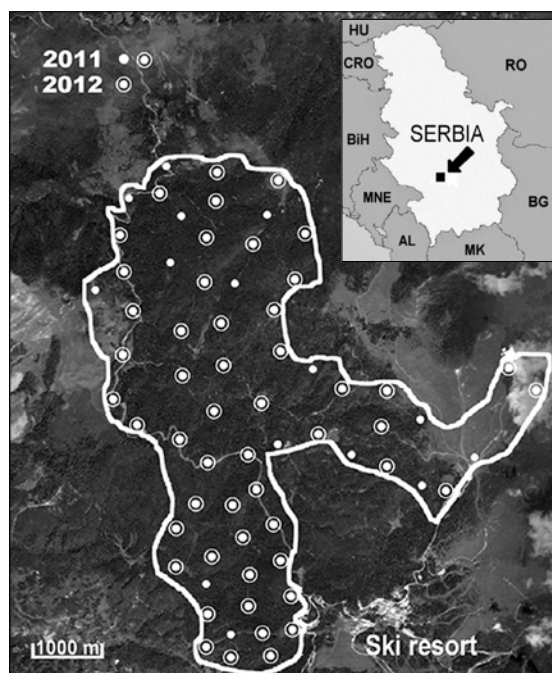 2011
2012
HU
CRO
RO
BiH
SERBIA
MNE
BG
AL
MK
1000 m
Ski resort